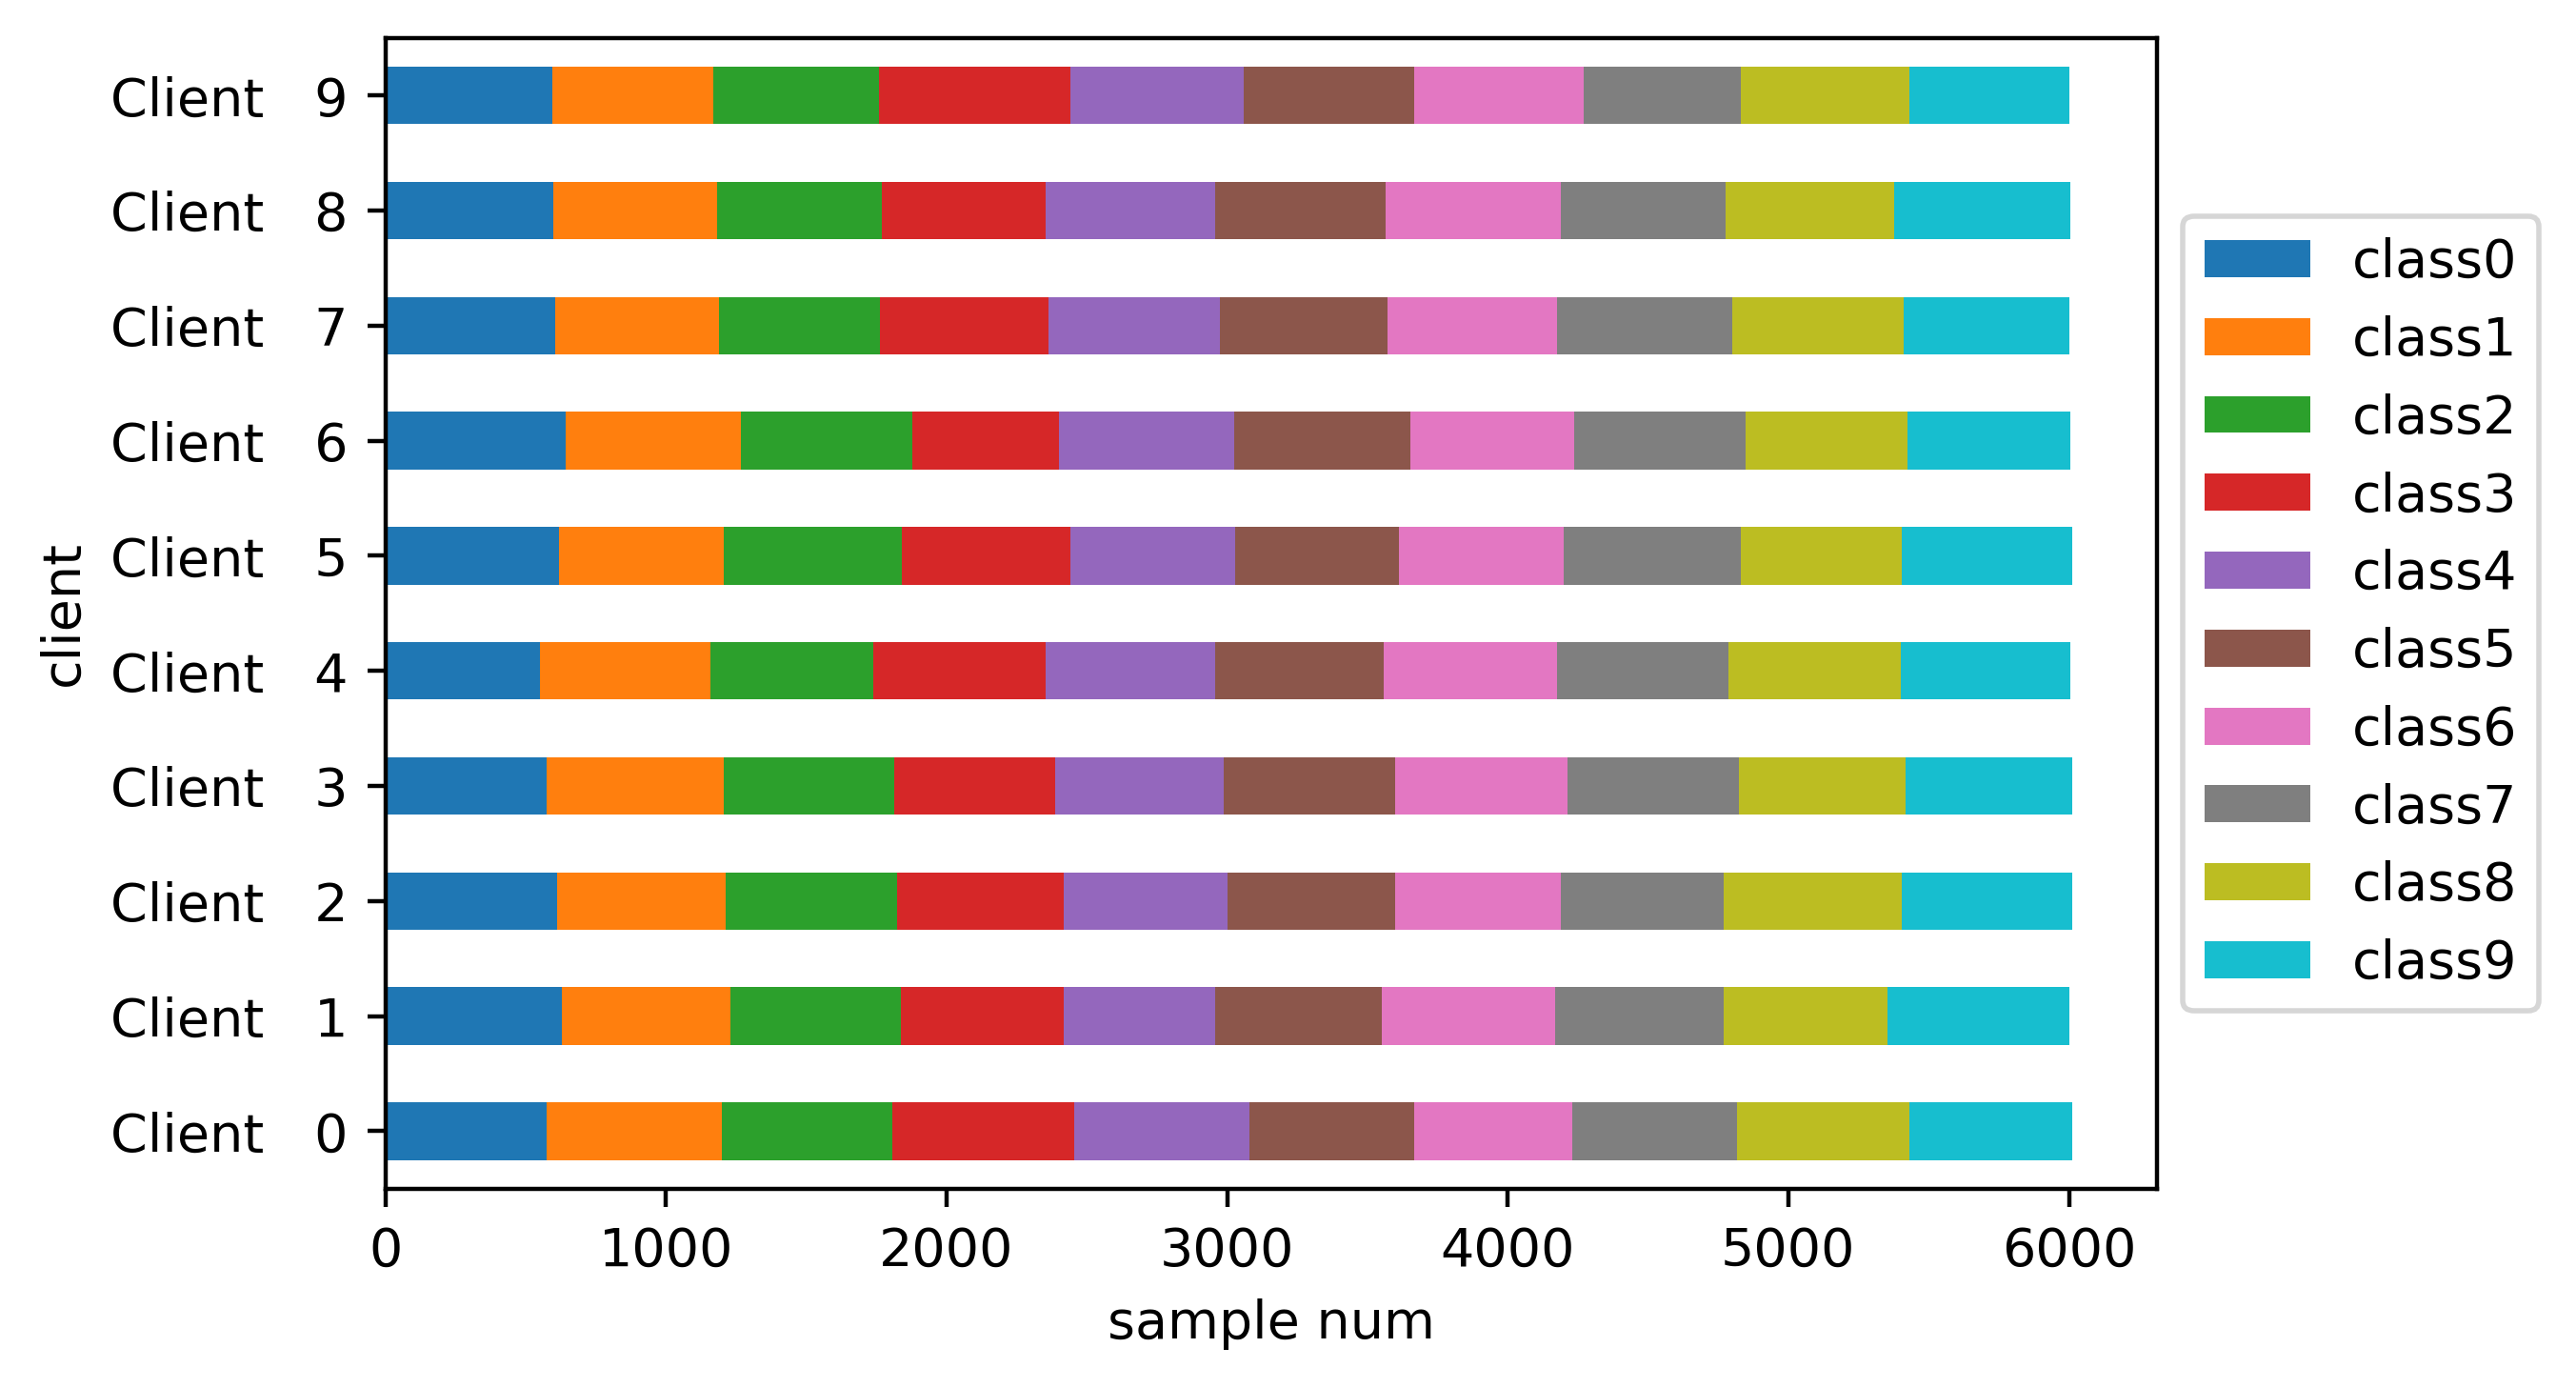 client
Client 9
Client 8
Client 7
Client 6
Client 5
Client 4
Client 3
Client 2
Client 1
Client 0
0 1000 2000 3000 4000 5000 6000
sample num
class0
class1
class2
class3
class4
class5
class6
class7
class8
class9